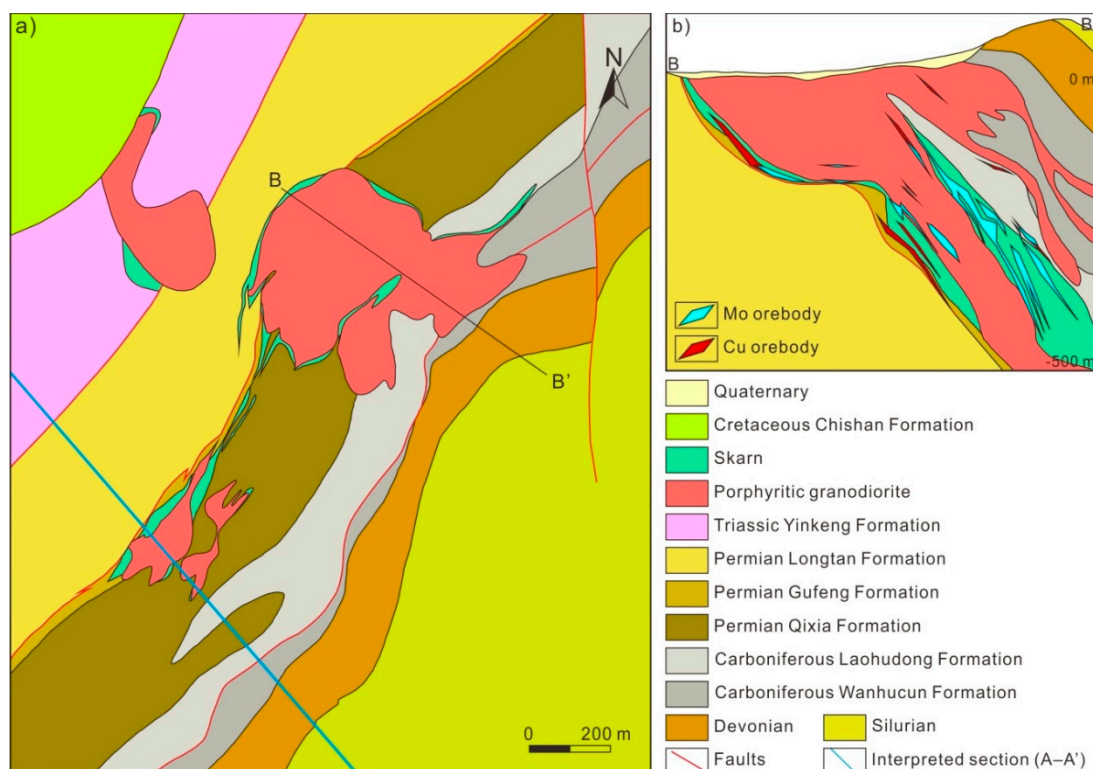 a)
N
B
B'
0 200 m
b)
B
B'
0 m
-500 m
Mo orebody
Cu orebody
Quaternary
Cretaceous Chishan Formation
Skarn
Porphyritic granodiorite
Triassic Yinkeng Formation
Permian Longtan Formation
Permian Gufeng Formation
Permian Qixia Formation
Carboniferous Laohudong Formation
Carboniferous Wanhucun Formation
Devonian Silurian
Faults Interpreted section (A–A')